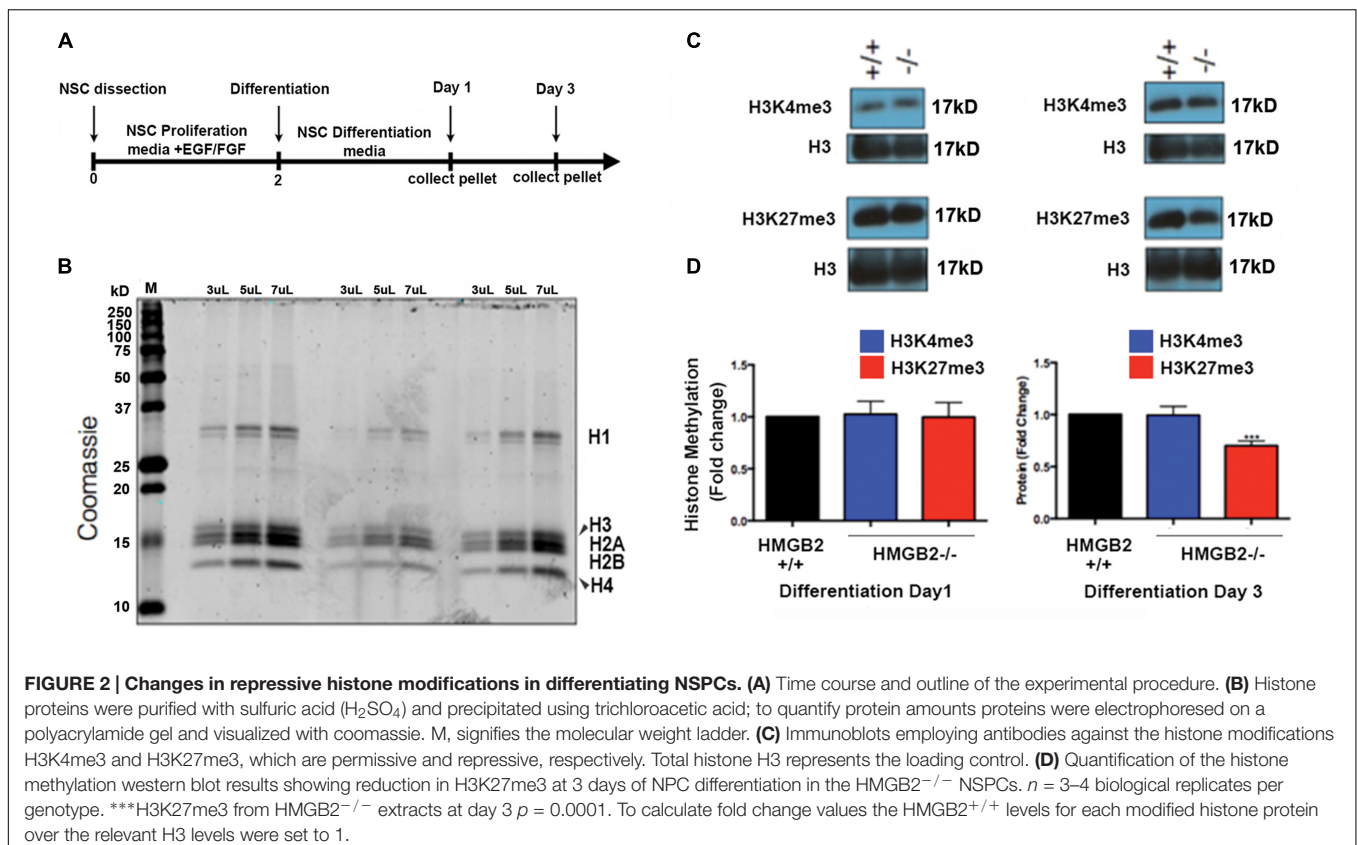 A
NSC dissection
Differentiation
Day 1
Day 3
NSC Proliferation
media +EGF/FGF
NSC Differentiation
media
0
2
collect pellet
collect pellet
B
kD
M
3uL 5uL 7uL
3uL 5uL 7uL
3uL 5uL 7uL
250
150
100
75
50
37
25
20
15
10
Coomassie
H1
H3
H2A
H2B
H4
C
+/+
-/-
H3K4me3
17kD
H3
17kD
H3K27me3
17kD
H3
17kD
+/+
-/-
H3K4me3
17kD
H3
17kD
H3K27me3
17kD
H3
17kD
D
H3K4me3
H3K27me3
Histone Methylation
(Fold change)
1.5
1.0
0.5
0.0
HMGB2
+/+
HMGB2-/-
Differentiation Day1
H3K4me3
H3K27me3
Protein (Fold Change)
1.5
1.0
0.5
0.0
***
HMGB2
+/+
HMGB2-/-
Differentiation Day 3
FIGURE 2 | Changes in repressive histone modifications in differentiating NSPCs. (A) Time course and outline of the experimental procedure. (B) Histone
proteins were purified with sulfuric acid (H₂SO₄) and precipitated using trichloroacetic acid; to quantify protein amounts proteins were electrophoresed on a
polyacrylamide gel and visualized with coomassie. M, signifies the molecular weight ladder. (C) Immunoblots employing antibodies against the histone modifications
H3K4me3 and H3K27me3, which are permissive and repressive, respectively. Total histone H3 represents the loading control. (D) Quantification of the histone
methylation western blot results showing reduction in H3K27me3 at 3 days of NPC differentiation in the HMGB2⁻/⁻ NSPCs. n = 3–4 biological replicates per
genotype. ***H3K27me3 from HMGB2⁻/⁻ extracts at day 3 p = 0.0001. To calculate fold change values the HMGB2⁺/⁺ levels for each modified histone protein
over the relevant H3 levels were set to 1.